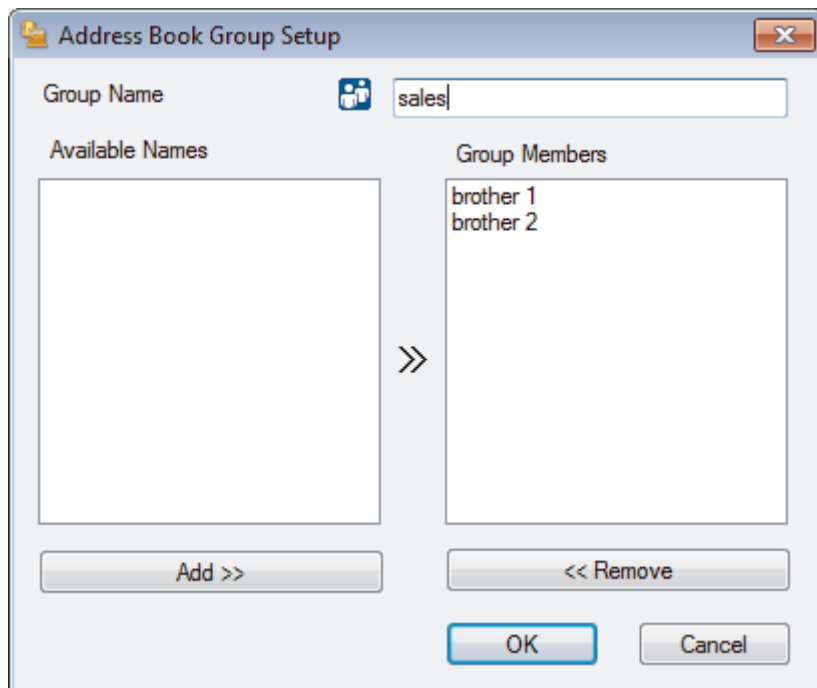 Address Book Group Setup
Group Name
sales
Available Names
Group Members
brother 1
brother 2
Add >>
<< Remove
OK
Cancel